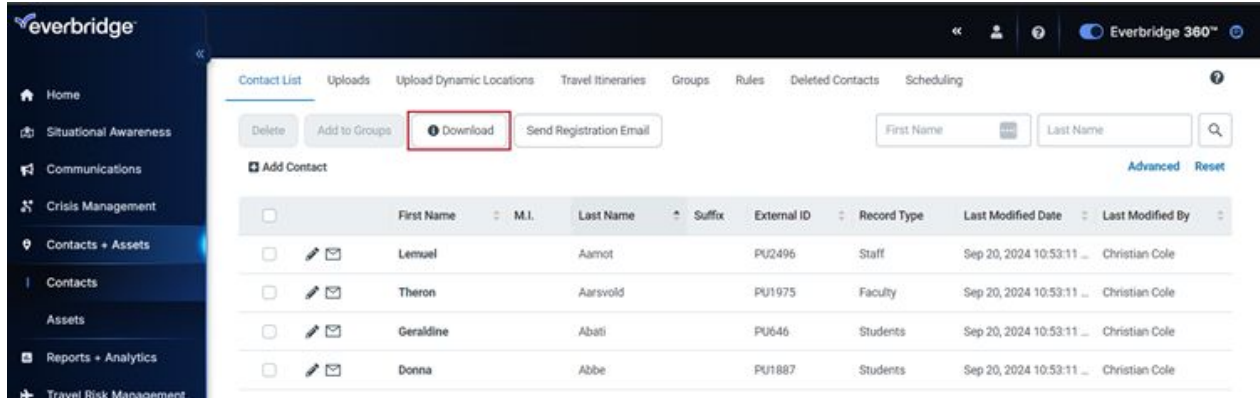 everbridge
Everbridge 360™
Home
Situational Awareness
Communications
Crisis Management
Contacts + Assets
Contacts
Assets
Reports + Analytics
Travel Risk Management
Contact List Uploads Upload Dynamic Locations Travel Itineraries Groups Rules Deleted Contacts Scheduling
Delete Add to Groups Download Send Registration Email First Name Last Name
Add Contact Advanced Reset
First Name M.I. Last Name Suffix External ID Record Type Last Modified Date Last Modified By
Lemuel Aamot PU2496 Staff Sep 20, 2024 10:53:11 ... Christian Cole
Theron Aarsvold PU1975 Faculty Sep 20, 2024 10:53:11 ... Christian Cole
Geraldine Abati PU646 Students Sep 20, 2024 10:53:11 ... Christian Cole
Donna Abbe PU1887 Students Sep 20, 2024 10:53:11 ... Christian Cole